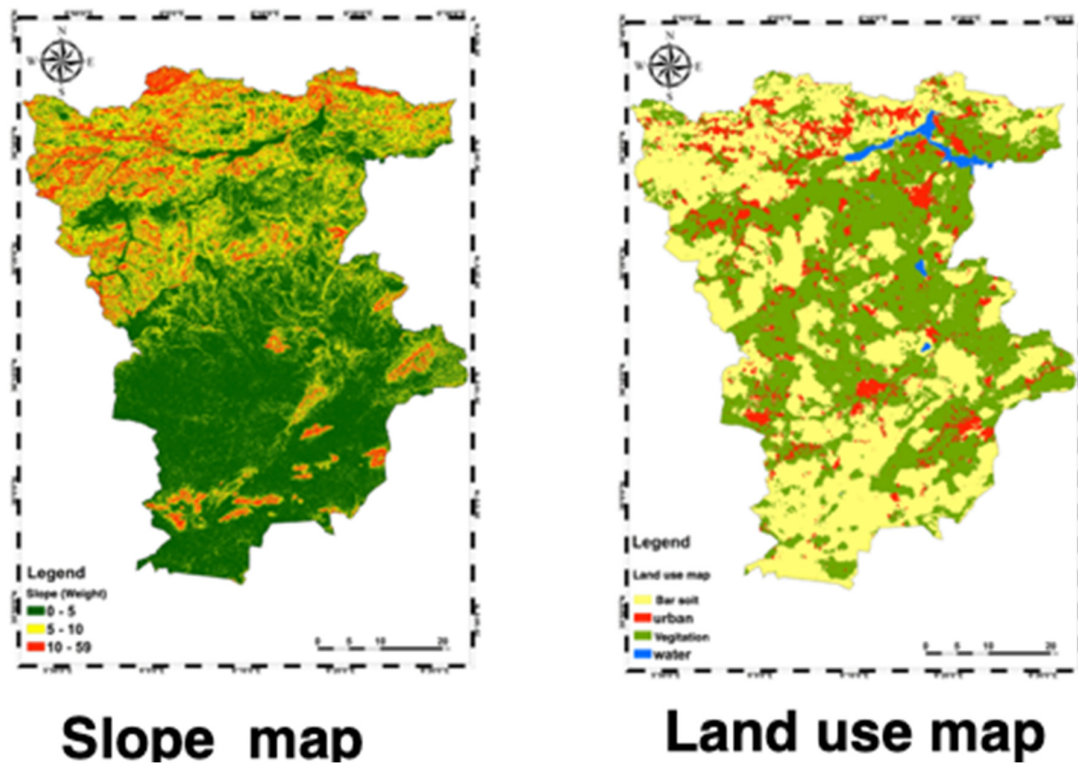 N
W E
S
Legend
Slope (Weight)
0 - 5
5 - 10
10 - 59
0 5 10 20
Slope map
N
W E
S
Legend
Land use map
Bar soit
urban
Vegitation
water
0 5 10 20
Land use map